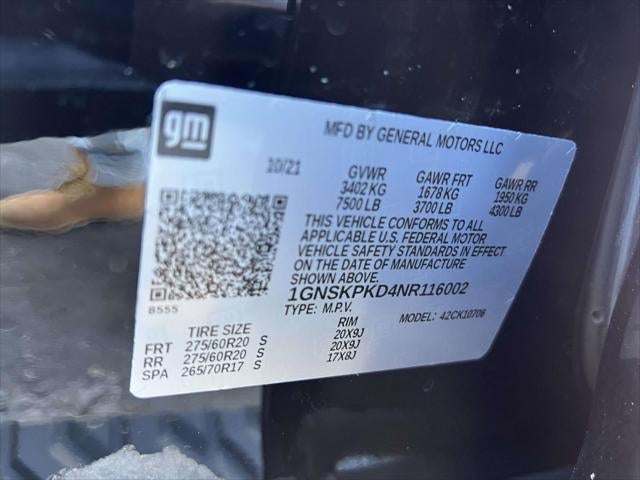 gm
MFD BY GENERAL MOTORS LLC
10/21
GVWR GAWR FRT GAWR RR
3402 KG 1678 KG 1950 KG
7500 LB 3700 LB 4300 LB
THIS VEHICLE CONFORMS TO ALL
APPLICABLE U.S. FEDERAL MOTOR
VEHICLE SAFETY STANDARDS IN EFFECT
ON THE DATE OF MANUFACTURE
SHOWN ABOVE.
1GNSKPKD4NR116002
8555
TYPE: M.P.V. MODEL: 42CK10706
TIRE SIZE RIM
FRT 275/60R20 S 20X9J
RR 275/60R20 S 20X9J
SPA 265/70R17 S 17X8J